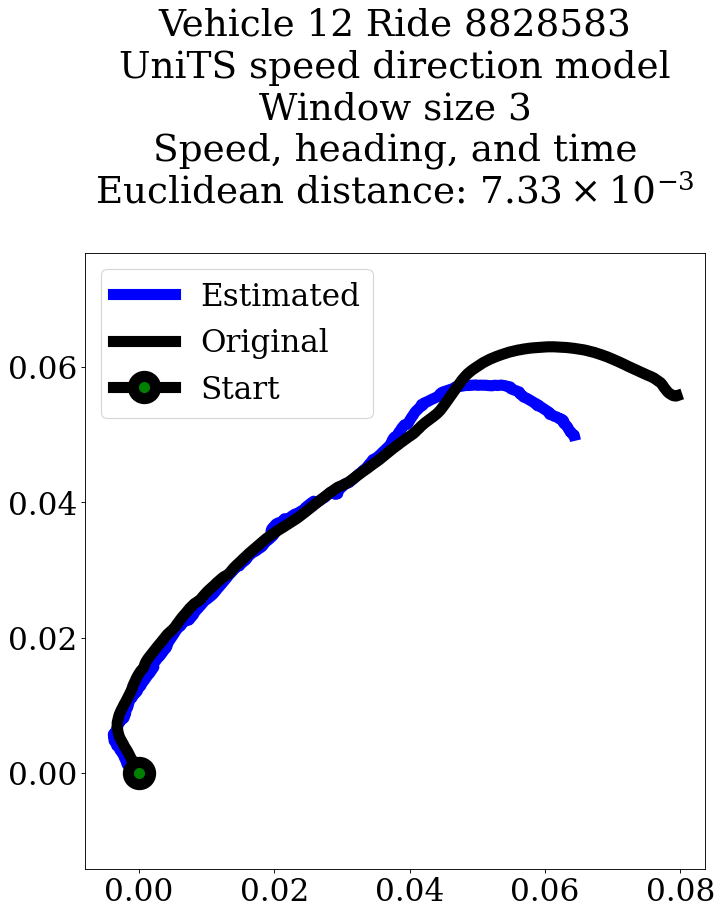 Vehicle 12 Ride 8828583
UniTS speed direction model
Window size 3
Speed, heading, and time
Euclidean distance: 7.33 × 10⁻³
Estimated
Original
Start
0.06
0.04
0.02
0.00
0.00 0.02 0.04 0.06 0.08